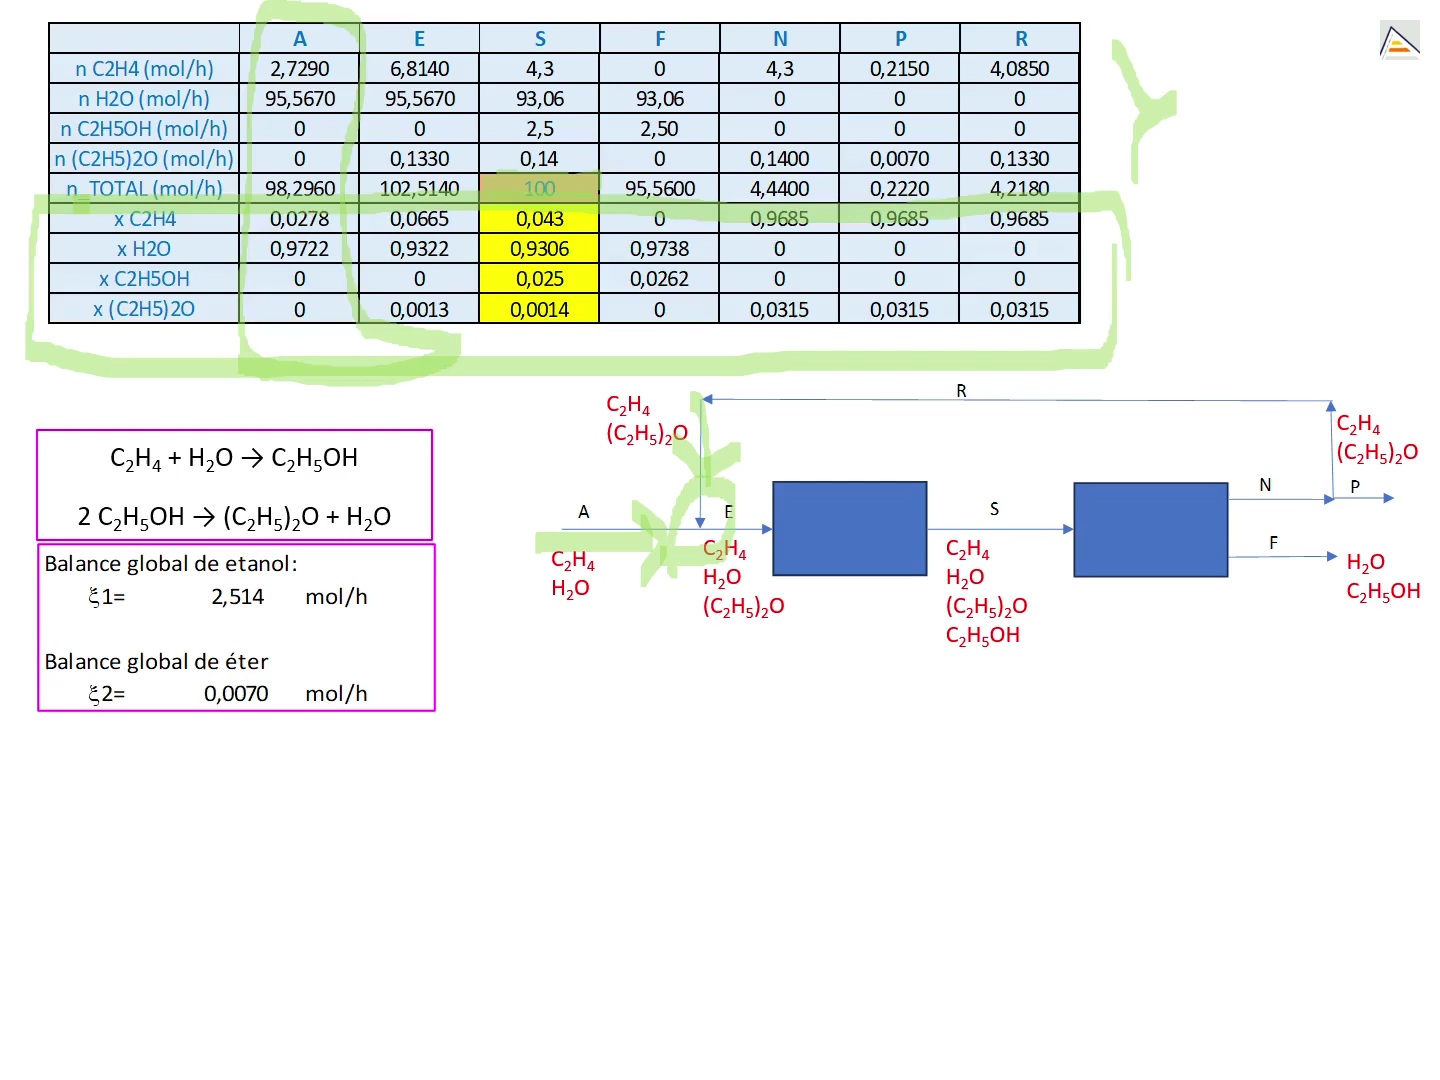 A E S F N P R
n C2H4 (mol/h) 2,7290 6,8140 4,3 0 4,3 0,2150 4,0850
n H2O (mol/h) 95,5670 95,5670 93,06 93,06 0 0 0
n C2H5OH (mol/h) 0 0 2,5 2,50 0 0 0
n (C2H5)2O (mol/h) 0 0,1330 0,14 0 0,1400 0,0070 0,1330
n_TOTAL (mol/h) 98,2960 102,5140 100 95,5600 4,4400 0,2220 4,2180
x C2H4 0,0278 0,0665 0,043 0 0,9685 0,9685 0,9685
x H2O 0,9722 0,9322 0,9306 0,9738 0 0 0
x C2H5OH 0 0 0,025 0,0262 0 0 0
x (C2H5)2O 0 0,0013 0,0014 0 0,0315 0,0315 0,0315
C₂H₄ + H₂O → C₂H₅OH
2 C₂H₅OH → (C₂H₅)₂O + H₂O
Balance global de etanol:
ξ1= 2,514 mol/h
Balance global de éter
ξ2= 0,0070 mol/h
R
C₂H₄
(C₂H₅)₂O
C₂H₄
(C₂H₅)₂O
A
C₂H₄
H₂O
E
C₂H₄
H₂O
(C₂H₅)₂O
S
C₂H₄
H₂O
(C₂H₅)₂O
C₂H₅OH
N
P
F
H₂O
C₂H₅OH